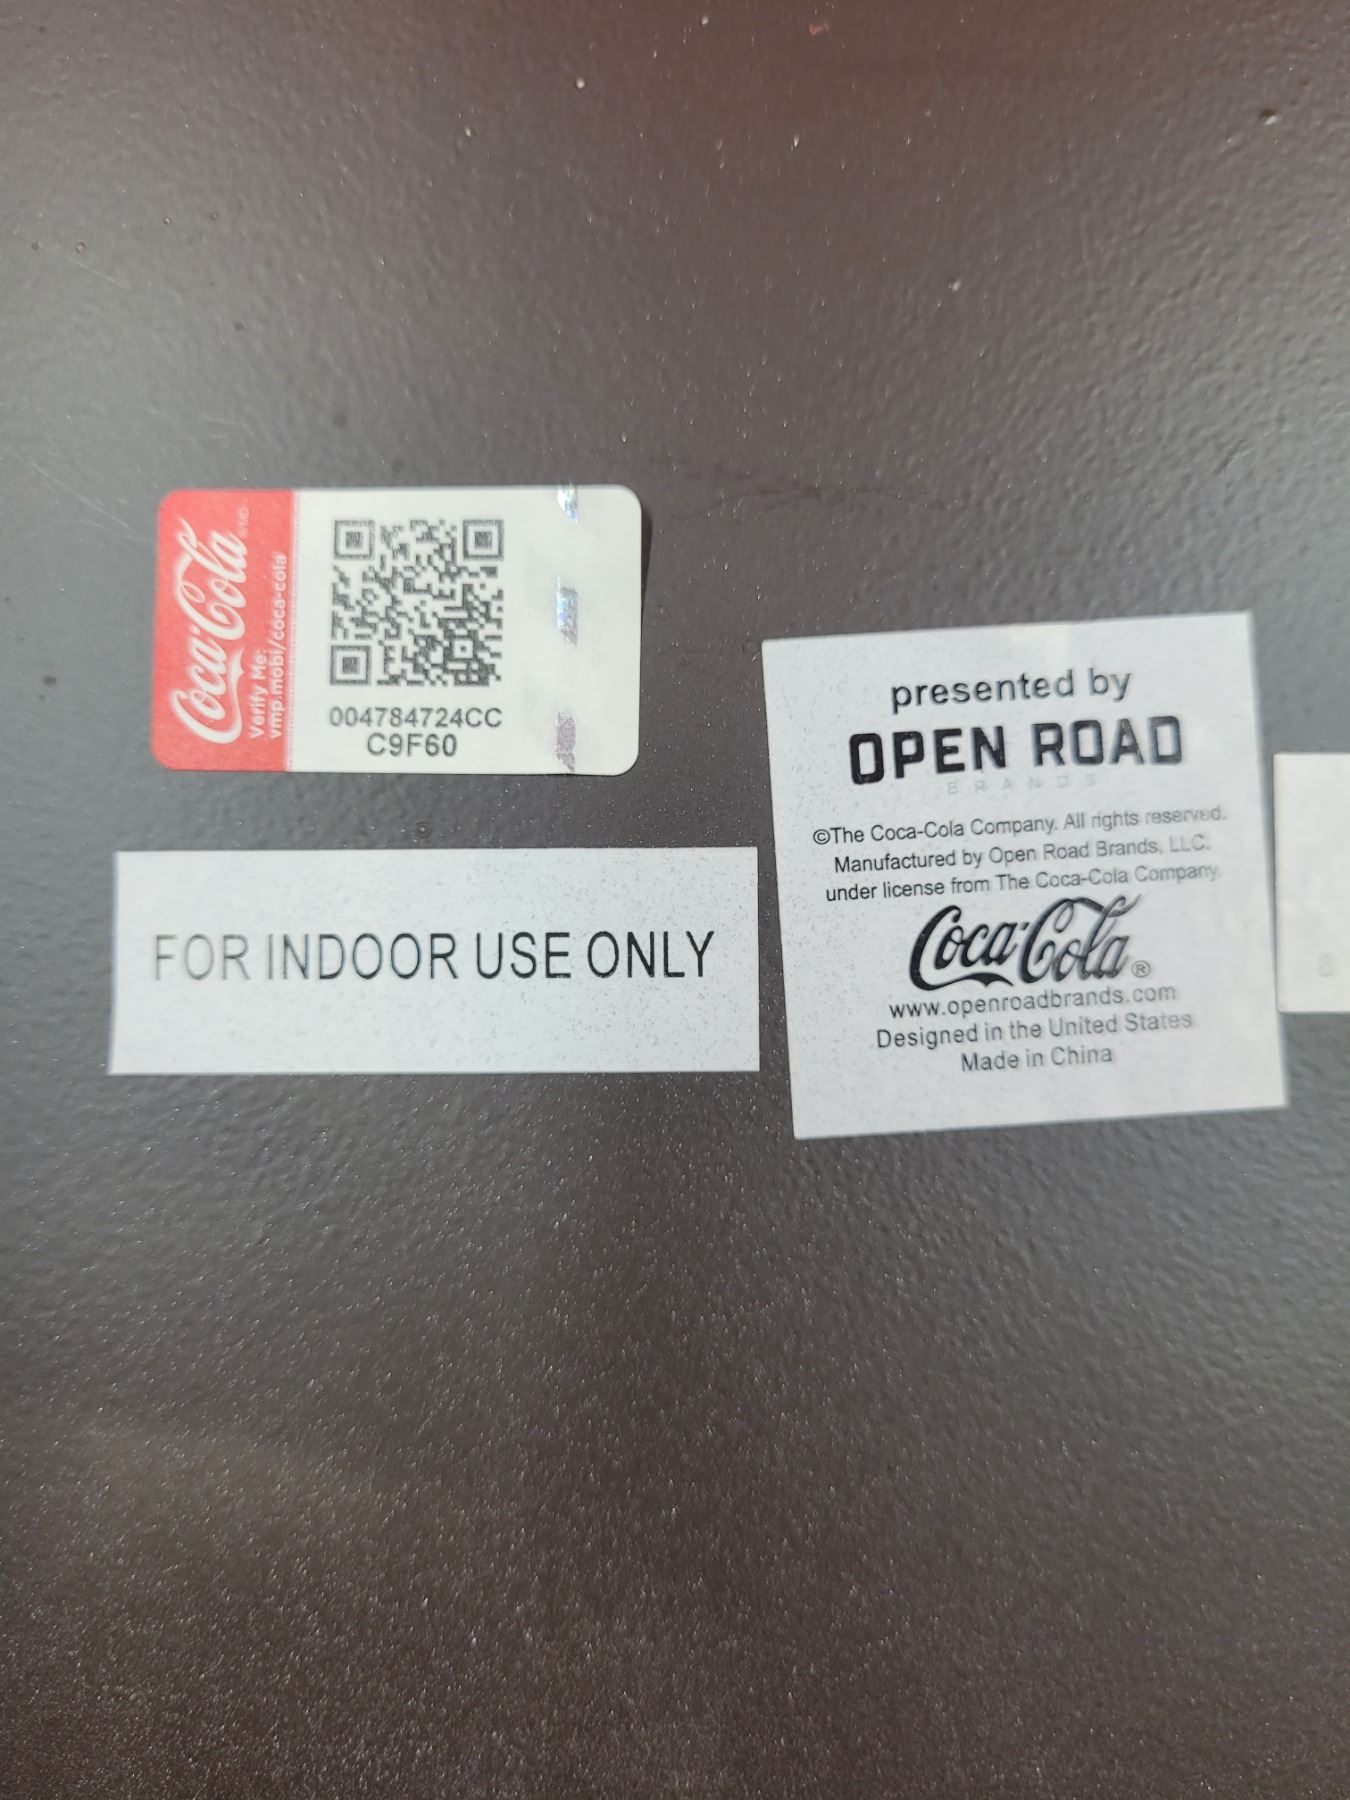 Coca-Cola
Verify Me:
vmp.mobi/coca-cola
004784724CC
C9F60
FOR INDOOR USE ONLY
presented by
OPEN ROAD
BRANDS
©The Coca-Cola Company. All rights reserved.
Manufactured by Open Road Brands, LLC.
under license from The Coca-Cola Company.
Coca-Cola®
www.openroadbrands.com
Designed in the United States
Made in China